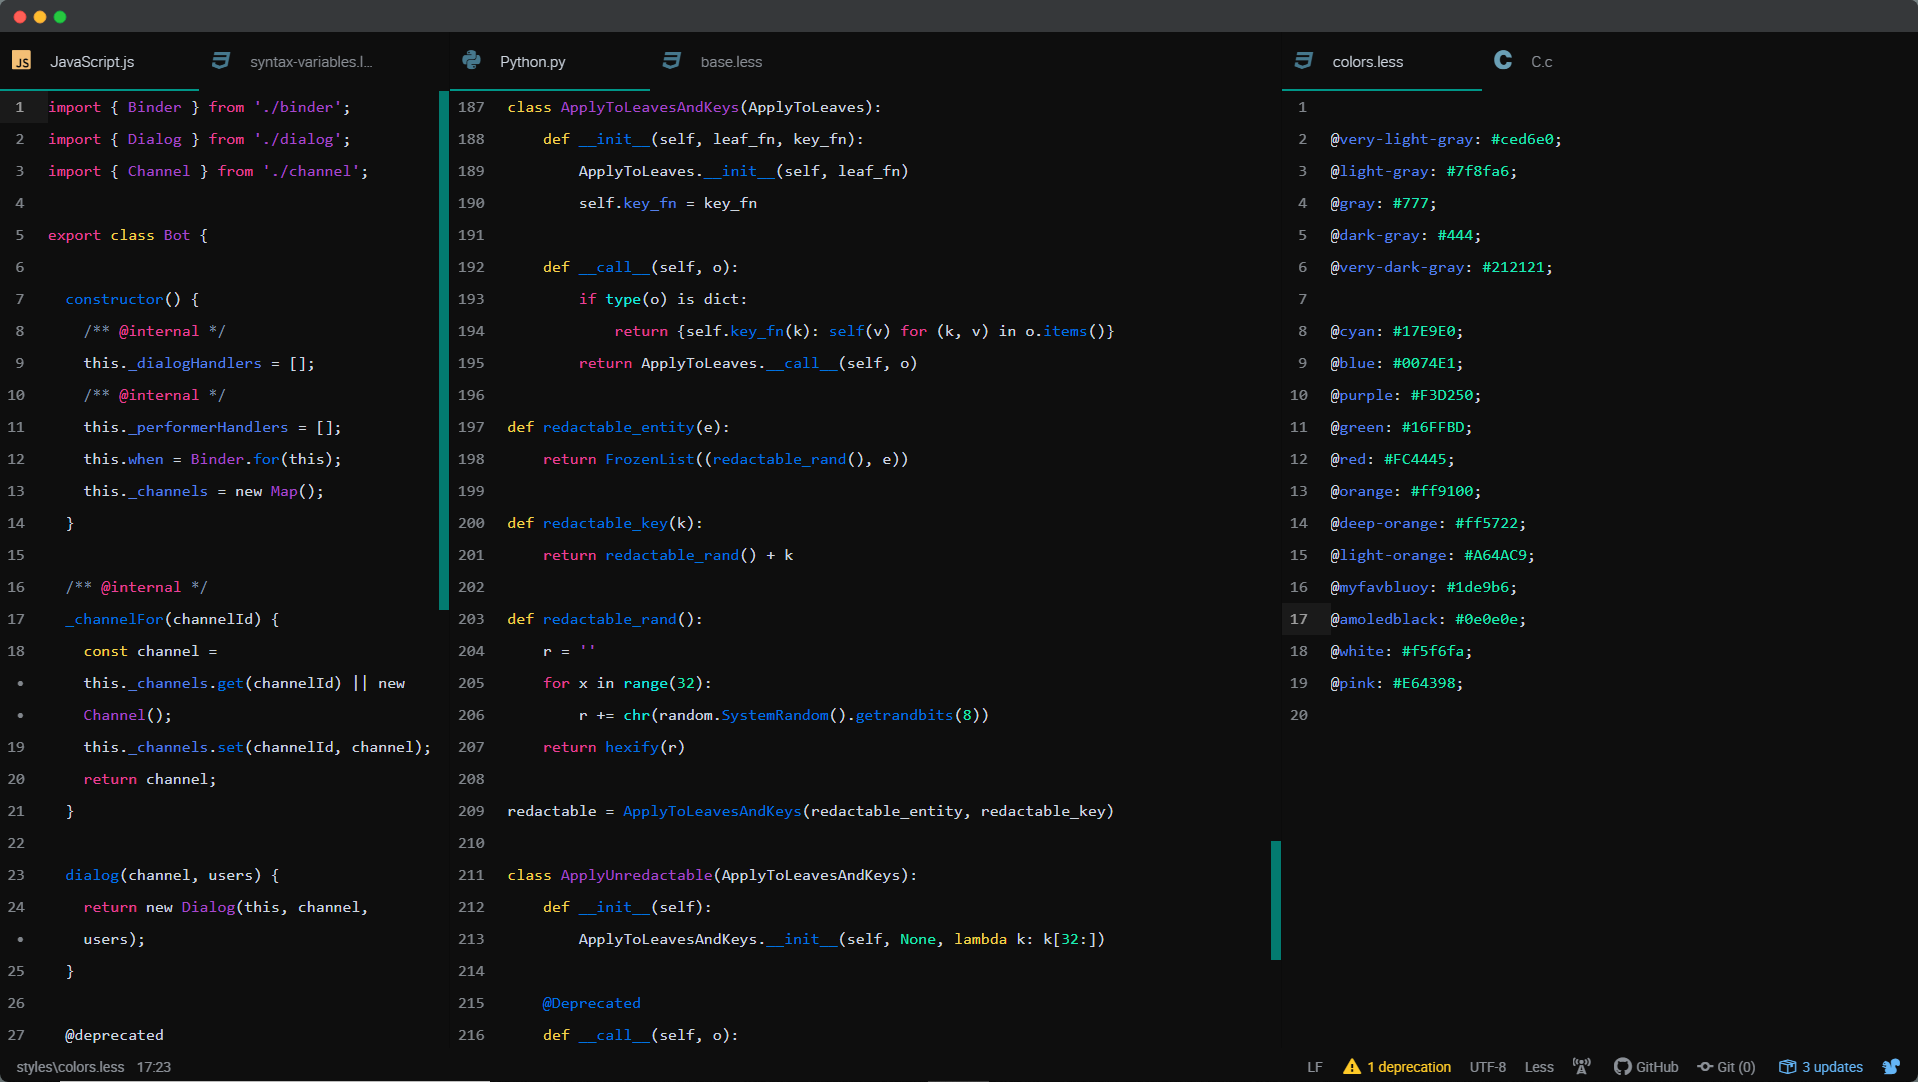 JavaScript.js
syntax-variables.l...
Python.py
base.less
colors.less
C.c
1 import { Binder } from './binder';
2 import { Dialog } from './dialog';
3 import { Channel } from './channel';
4
5 export class Bot {
6
7 constructor() {
8 /** @internal */
9 this._dialogHandlers = [];
10 /** @internal */
11 this._performerHandlers = [];
12 this.when = Binder.for(this);
13 this._channels = new Map();
14 }
15
16 /** @internal */
17 _channelFor(channelId) {
18 const channel =
• this._channels.get(channelId) || new
• Channel();
19 this._channels.set(channelId, channel);
20 return channel;
21 }
22
23 dialog(channel, users) {
24 return new Dialog(this, channel,
• users);
25 }
26
27 @deprecated
187 class ApplyToLeavesAndKeys(ApplyToLeaves):
188 def __init__(self, leaf_fn, key_fn):
189 ApplyToLeaves.__init__(self, leaf_fn)
190 self.key_fn = key_fn
191
192 def __call__(self, o):
193 if type(o) is dict:
194 return {self.key_fn(k): self(v) for (k, v) in o.items()}
195 return ApplyToLeaves.__call__(self, o)
196
197 def redactable_entity(e):
198 return FrozenList((redactable_rand(), e))
199
200 def redactable_key(k):
201 return redactable_rand() + k
202
203 def redactable_rand():
204 r = ''
205 for x in range(32):
206 r += chr(random.SystemRandom().getrandbits(8))
207 return hexify(r)
208
209 redactable = ApplyToLeavesAndKeys(redactable_entity, redactable_key)
210
211 class ApplyUnredactable(ApplyToLeavesAndKeys):
212 def __init__(self):
213 ApplyToLeavesAndKeys.__init__(self, None, lambda k: k[32:])
214
215 @Deprecated
216 def __call__(self, o):
1
2 @very-light-gray: #ced6e0;
3 @light-gray: #7f8fa6;
4 @gray: #777;
5 @dark-gray: #444;
6 @very-dark-gray: #212121;
7
8 @cyan: #17E9E0;
9 @blue: #0074E1;
10 @purple: #F3D250;
11 @green: #16FFBD;
12 @red: #FC4445;
13 @orange: #ff9100;
14 @deep-orange: #ff5722;
15 @light-orange: #A64AC9;
16 @myfavbluoy: #1de9b6;
17 @amoledblack: #0e0e0e;
18 @white: #f5f6fa;
19 @pink: #E64398;
20
styles\colors.less 17:23
LF 1 deprecation UTF-8 Less GitHub Git (0) 3 updates